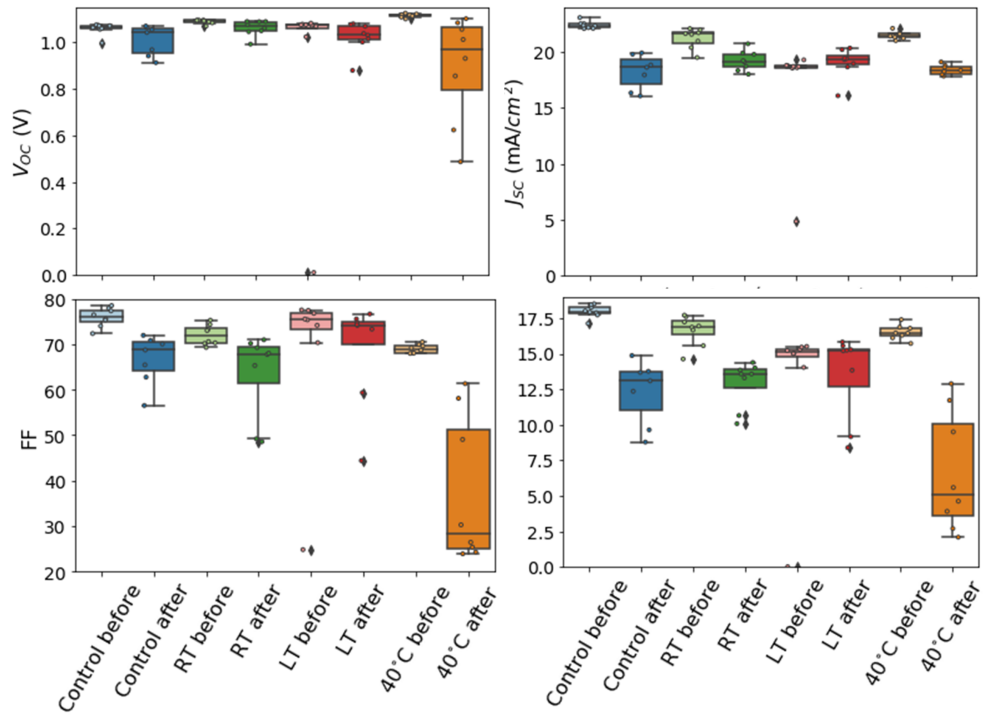 V_OC (V)
1.0
0.8
0.6
0.4
0.2
0.0
J_SC (mA/cm²)
20
15
10
5
0
FF
80
70
60
50
40
30
20
17.5
15.0
12.5
10.0
7.5
5.0
2.5
0.0
Control before
Control after
RT before
RT after
LT before
LT after
40°C before
40°C after
Control before
Control after
RT before
RT after
LT before
LT after
40°C before
40°C after